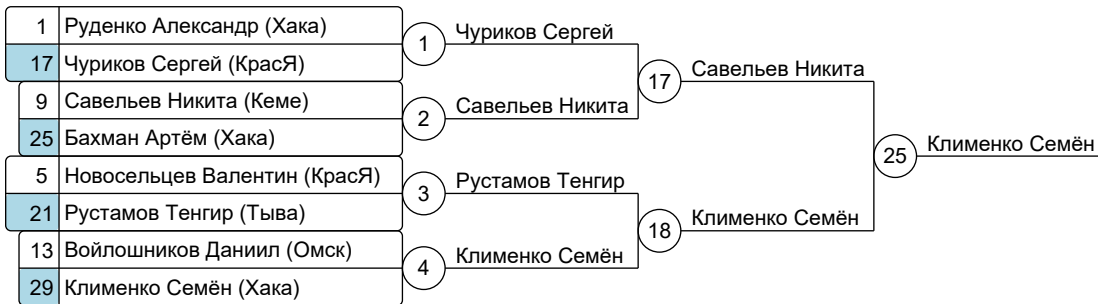 1 Руденко Александр (Хака)
17 Чуриков Сергей (КрасЯ)
1 Чуриков Сергей
9 Савельев Никита (Кеме)
25 Бахман Артём (Хака)
2 Савельев Никита
17 Савельев Никита
5 Новосельцев Валентин (КрасЯ)
21 Рустамов Тенгир (Тыва)
3 Рустамов Тенгир
13 Войлошников Даниил (Омск)
29 Клименко Семён (Хака)
4 Клименко Семён
18 Клименко Семён
25 Клименко Семён